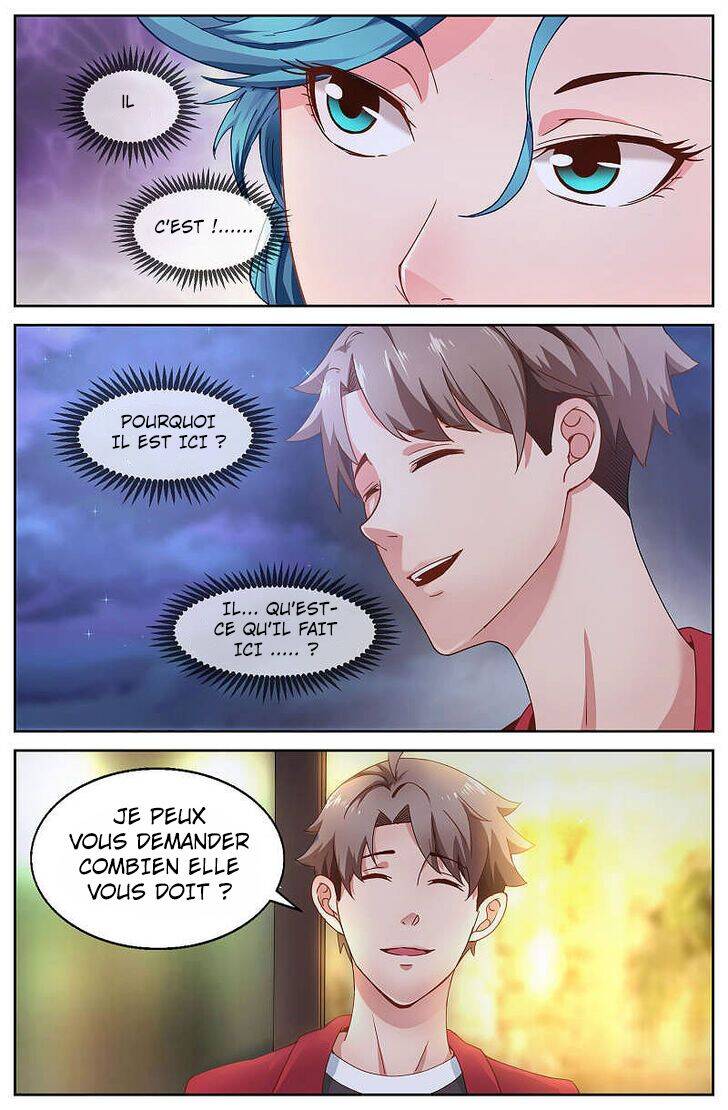 IL
C'EST !......
POURQUOI
IL EST ICI ?
IL... QU'EST-
CE QU'IL FAIT
ICI ..... ?
JE PEUX
VOUS DEMANDER
COMBIEN ELLE
VOUS DOIT ?